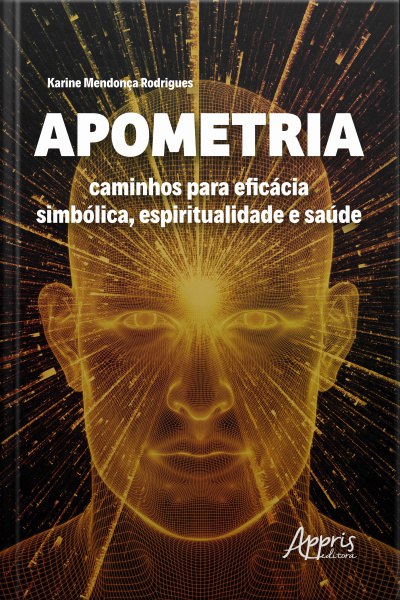 Karine Mendonça Rodrigues
APOMETRIA
caminhos para eficácia
simbólica, espiritualidade e saúde
Appris
editora